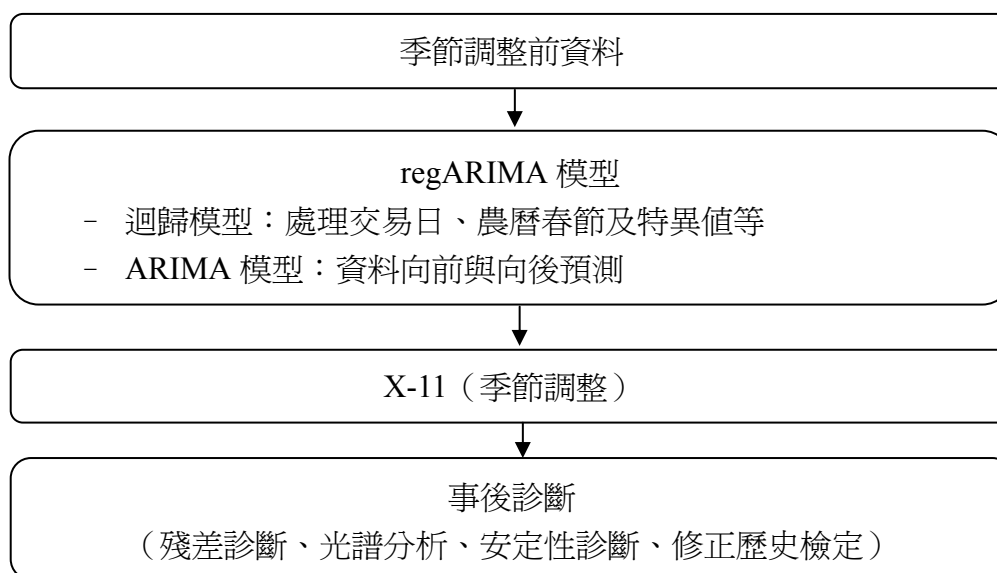 季節調整前資料
regARIMA 模型
- 迴歸模型：處理交易日、農曆春節及特異值等
- ARIMA 模型：資料向前與向後預測
X-11（季節調整）
事後診斷
（殘差診斷、光譜分析、安定性診斷、修正歷史檢定）